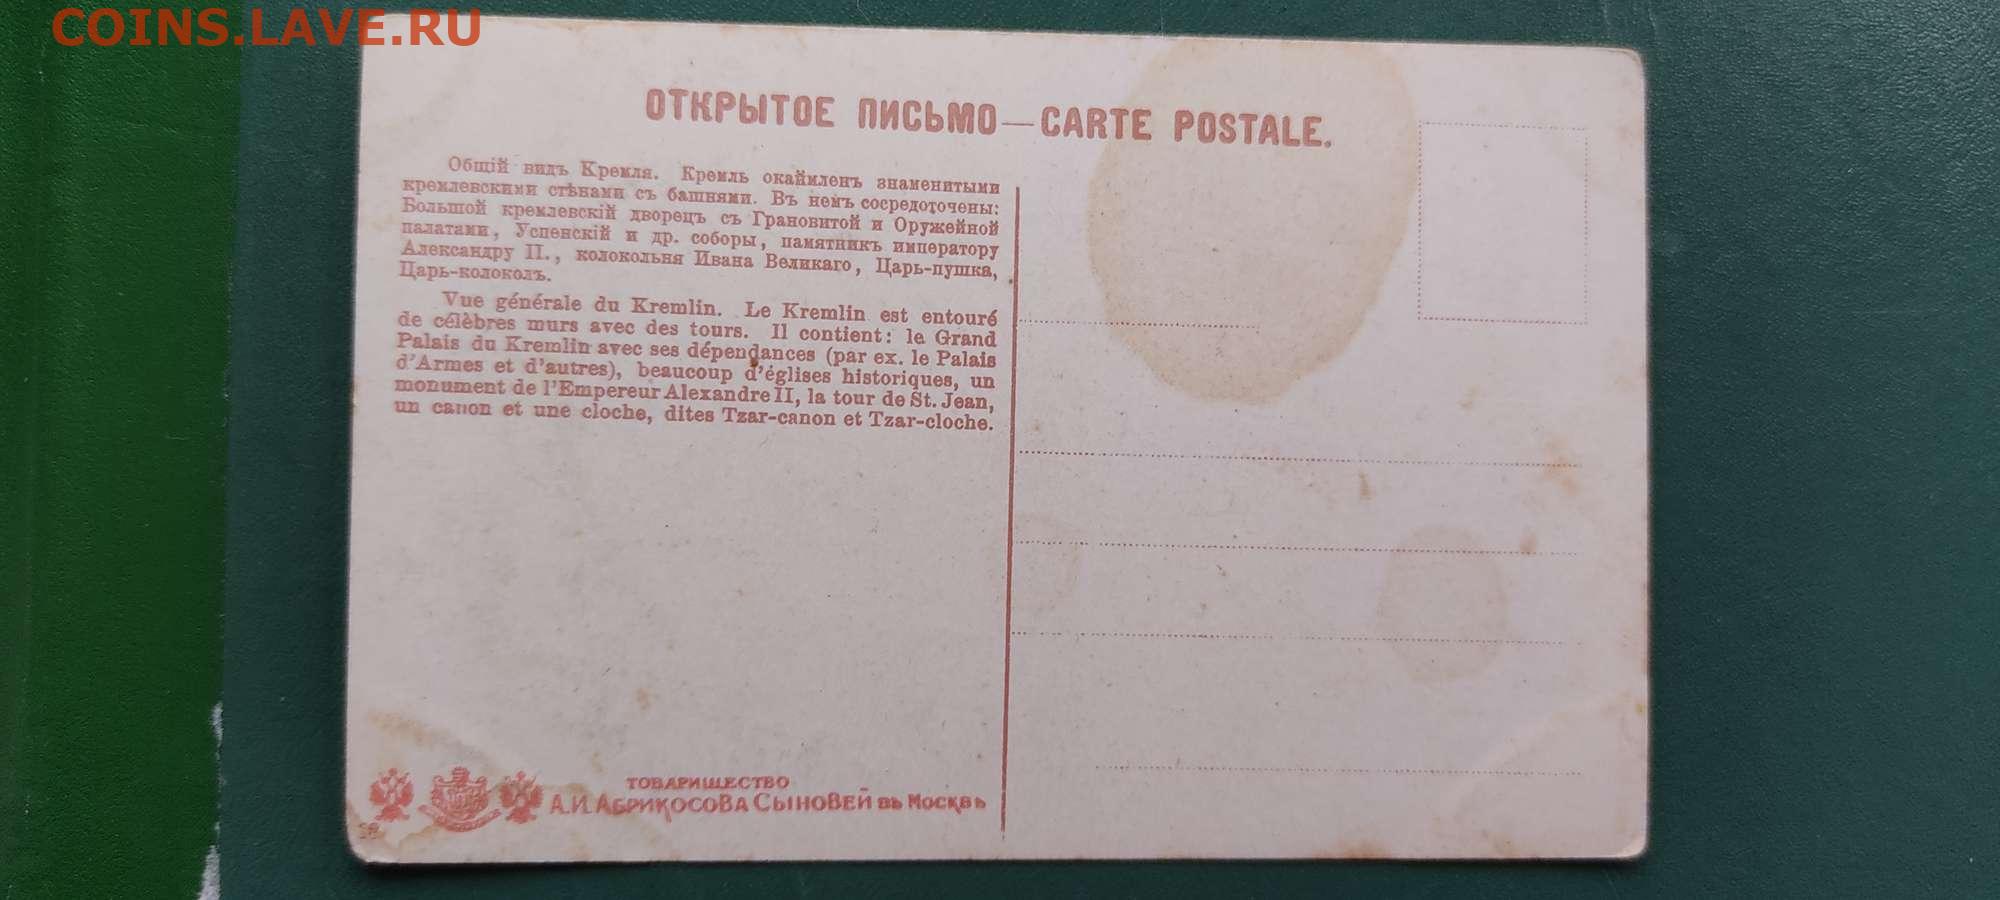 COINS.LAVE.RU
ОТКРЫТОЕ ПИСЬМО — CARTE POSTALE.
Общій видъ Кремля. Кремль окаймленъ знаменитыми
кремлевскими стѣнами съ башнями. Въ немъ сосредоточены:
Большой кремлевскій дворецъ съ Грановитой и Оружейной
палатами, Успенскій и др. соборы, памятникъ императору
Александру II., колокольня Ивана Великаго, Царь-пушка,
Царь-колоколъ.
Vue générale du Kremlin. Le Kremlin est entouré
de célèbres murs avec des tours. Il contient: le Grand
Palais du Kremlin avec ses dépendances (par ex. le Palais
d'Armes et d'autres), beaucoup d'églises historiques, un
monument de l'Empereur Alexandre II, la tour de St. Jean,
un canon et une cloche, dites Tzar-canon et Tzar-cloche.
ТОВАРИЩЕСТВО
А.И. АБРИКОСОВА СЫНОВЕЙ въ МОСКВѢ